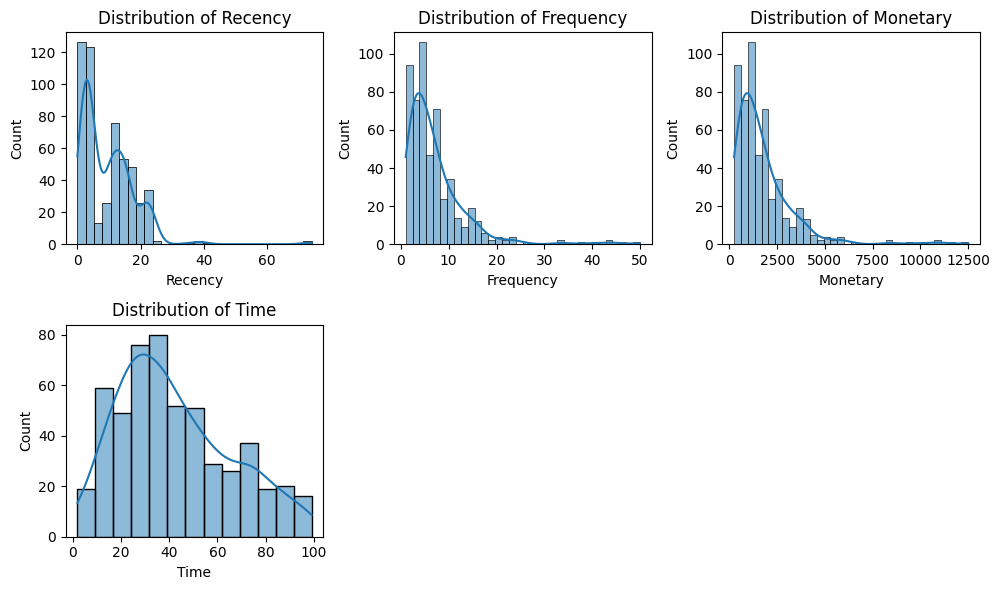 Distribution of Recency
Count
120
100
80
60
40
20
0
0 20 40 60
Recency
Distribution of Frequency
Count
100
80
60
40
20
0
0 10 20 30 40 50
Frequency
Distribution of Monetary
Count
100
80
60
40
20
0
0 2500 5000 7500 10000 12500
Monetary
Distribution of Time
Count
80
60
40
20
0
0 20 40 60 80 100
Time